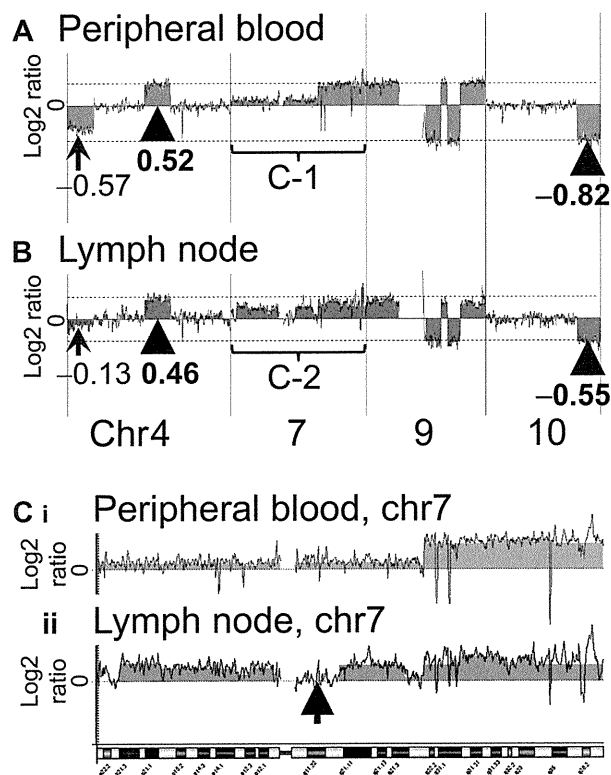 A Peripheral blood
Log2 ratio
0
−0.57
0.52
C-1
−0.82
B Lymph node
Log2 ratio
0
−0.13
0.46
C-2
−0.55
Chr4 7 9 10
C i Peripheral blood, chr7
Log2 ratio
0
ii Lymph node, chr7
Log2 ratio
0